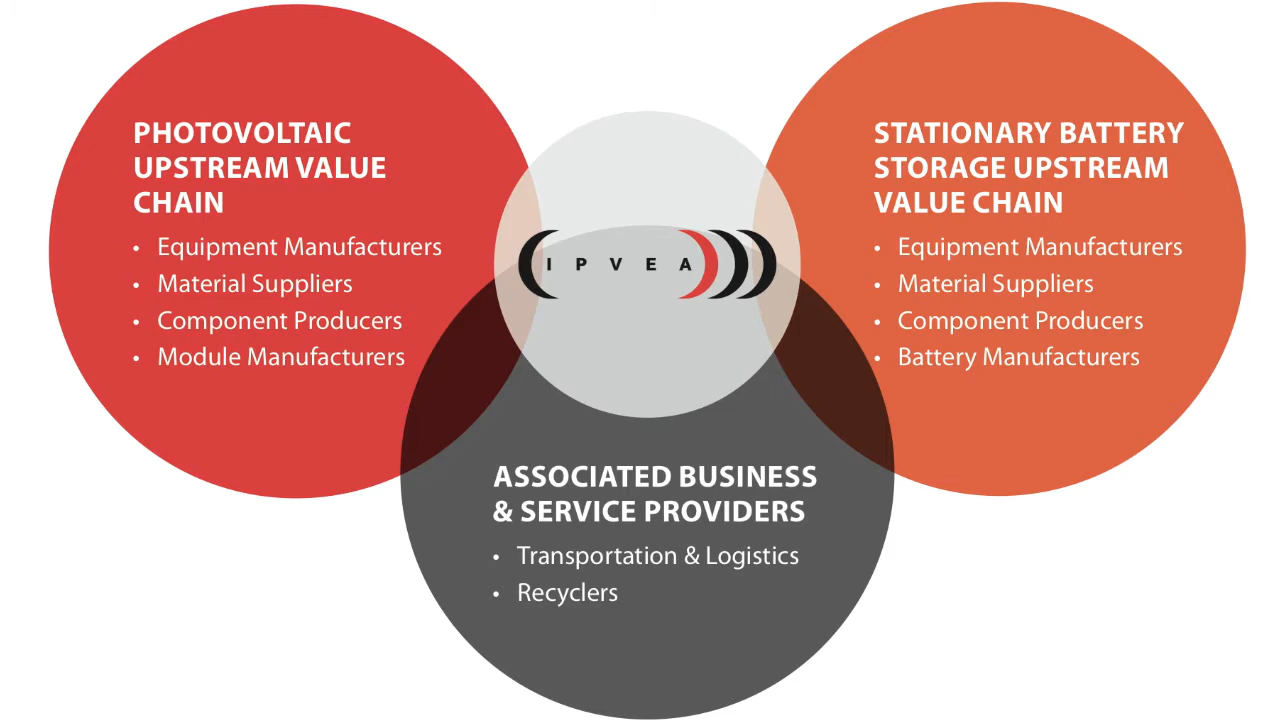 PHOTOVOLTAIC
UPSTREAM VALUE
CHAIN
• Equipment Manufacturers
• Material Suppliers
• Component Producers
• Module Manufacturers
IPVEA
STATIONARY BATTERY
STORAGE UPSTREAM
VALUE CHAIN
• Equipment Manufacturers
• Material Suppliers
• Component Producers
• Battery Manufacturers
ASSOCIATED BUSINESS
& SERVICE PROVIDERS
• Transportation & Logistics
• Recyclers